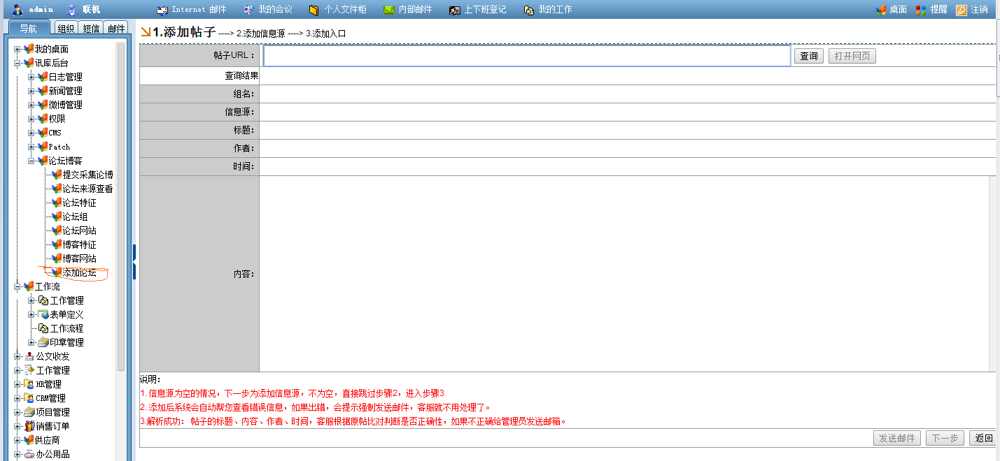 admin 联机 Internet 邮件 我的会议 个人文件柜 内部邮件 上下班登记 我的工作 桌面 提醒 注销
导航 组织 短信 邮件
我的桌面
讯库后台
日志管理
新闻管理
微博管理
权限
CMS
Patch
论坛博客
提交采集论博
论坛来源查看
论坛特征
论坛组
论坛网站
博客特征
博客网站
添加论坛
工作流
工作管理
表单定义
工作流程
印章管理
公文收发
工作管理
HR管理
CRM管理
项目管理
销售订单
供应商
办公用品
1.添加帖子 ----> 2.添加信息源 ----> 3.添加入口
帖子URL： 查询 打开网页
查询结果
组名：
信息源：
标题：
作者：
时间：
内容：
说明：
1. 信息源为空的情况，下一步为添加信息源，不为空，直接跳过步骤2，进入步骤3
2. 添加后系统会自动帮您查看错误信息，如果出错，会提示强制发送邮件，客服就不用处理了。
3.解析成功： 帖子的标题、内容、作者、时间，客服根据原帖比对判断是否正确性，如果不正确给管理员发送邮箱。
发送邮件 下一步 返回